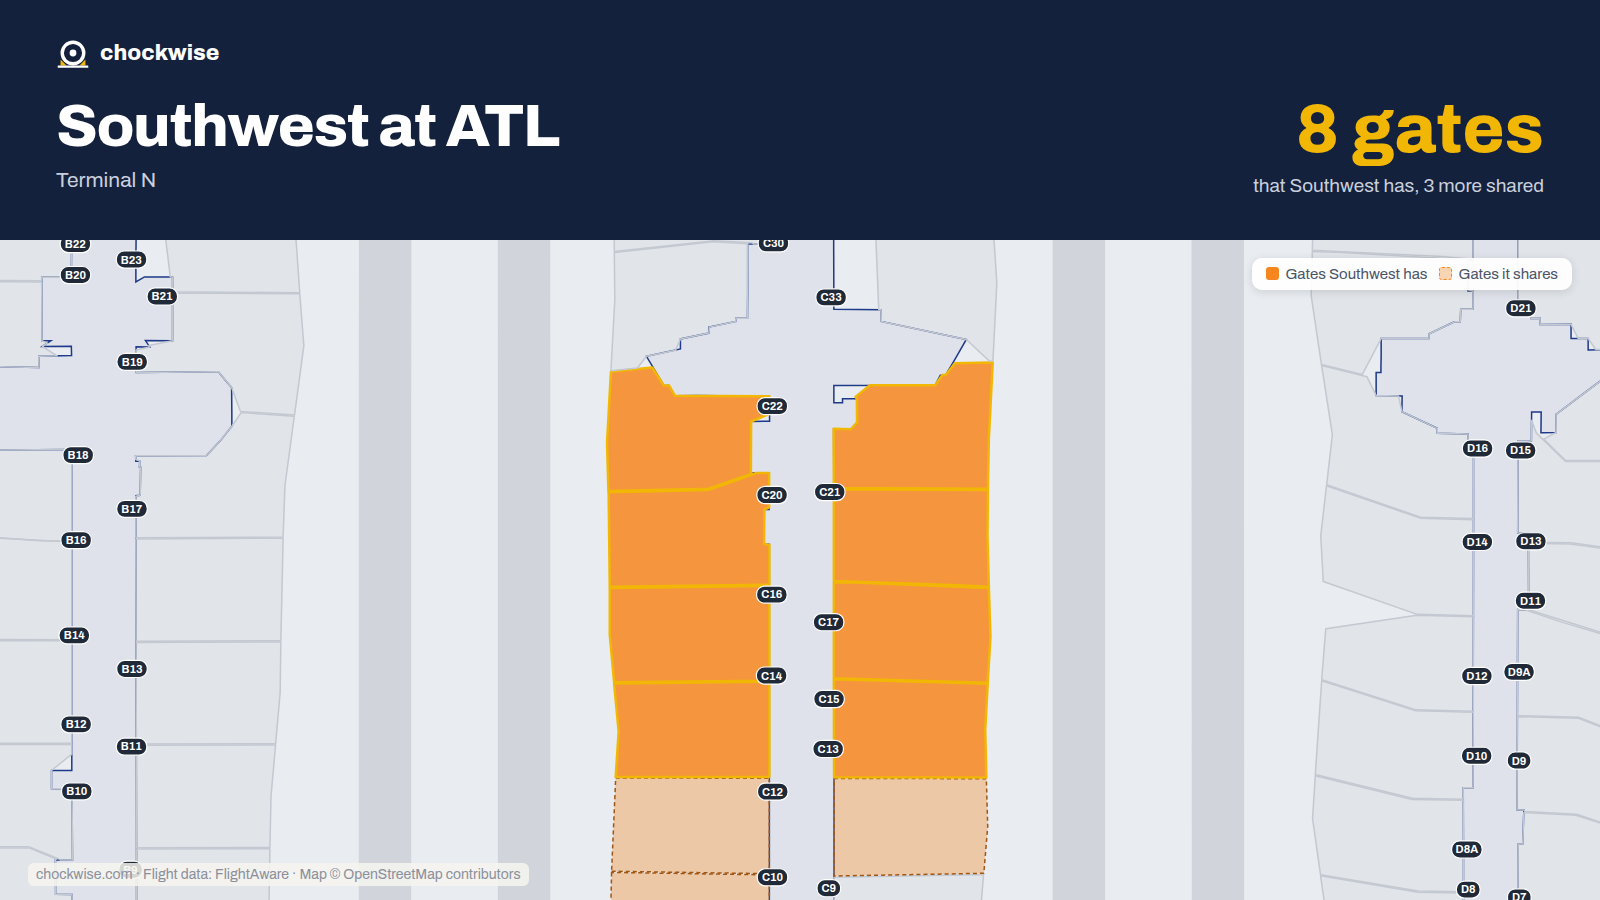 chockwise
Southwest at ATL
Terminal N
8 gates
that Southwest has, 3 more shared
Gates Southwest has
Gates it shares
B22
B23
B20
B21
B19
B18
B17
B16
B14
B13
B12
B11
B10
C30
C33
C22
C20
C21
C16
C17
C14
C15
C13
C12
C10
C9
D21
D16
D15
D14
D13
D11
D12
D9A
D10
D9
D8A
D8
D7
chockwise.com · Flight data: FlightAware · Map © OpenStreetMap contributors